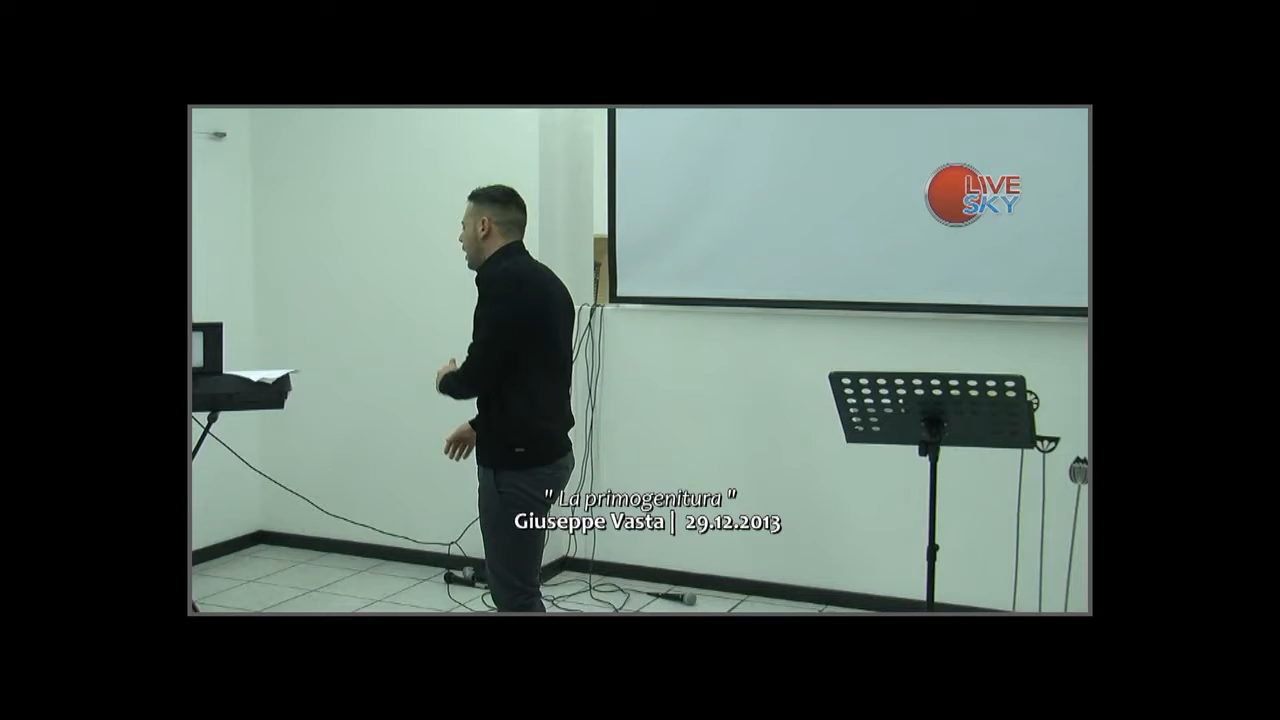 LIVE
SKY
" La primogenitura "
Giuseppe Vasta | 29.12.2013